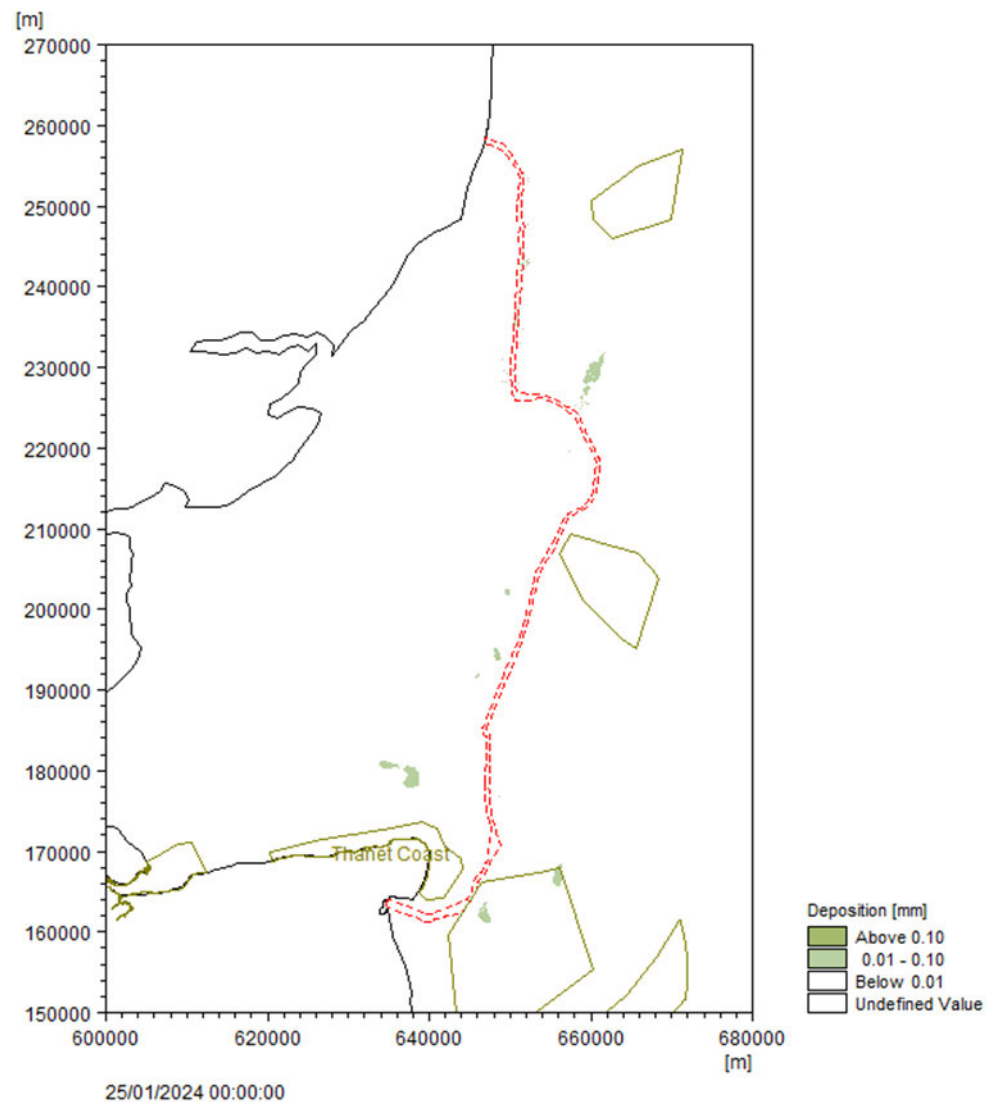 [m]
270000
260000
250000
240000
230000
220000
210000
200000
190000
180000
170000
160000
150000
Thanet Coast
600000 620000 640000 660000 680000
[m]
25/01/2024 00:00:00
Deposition [mm]
Above 0.10
0.01 - 0.10
Below 0.01
Undefined Value